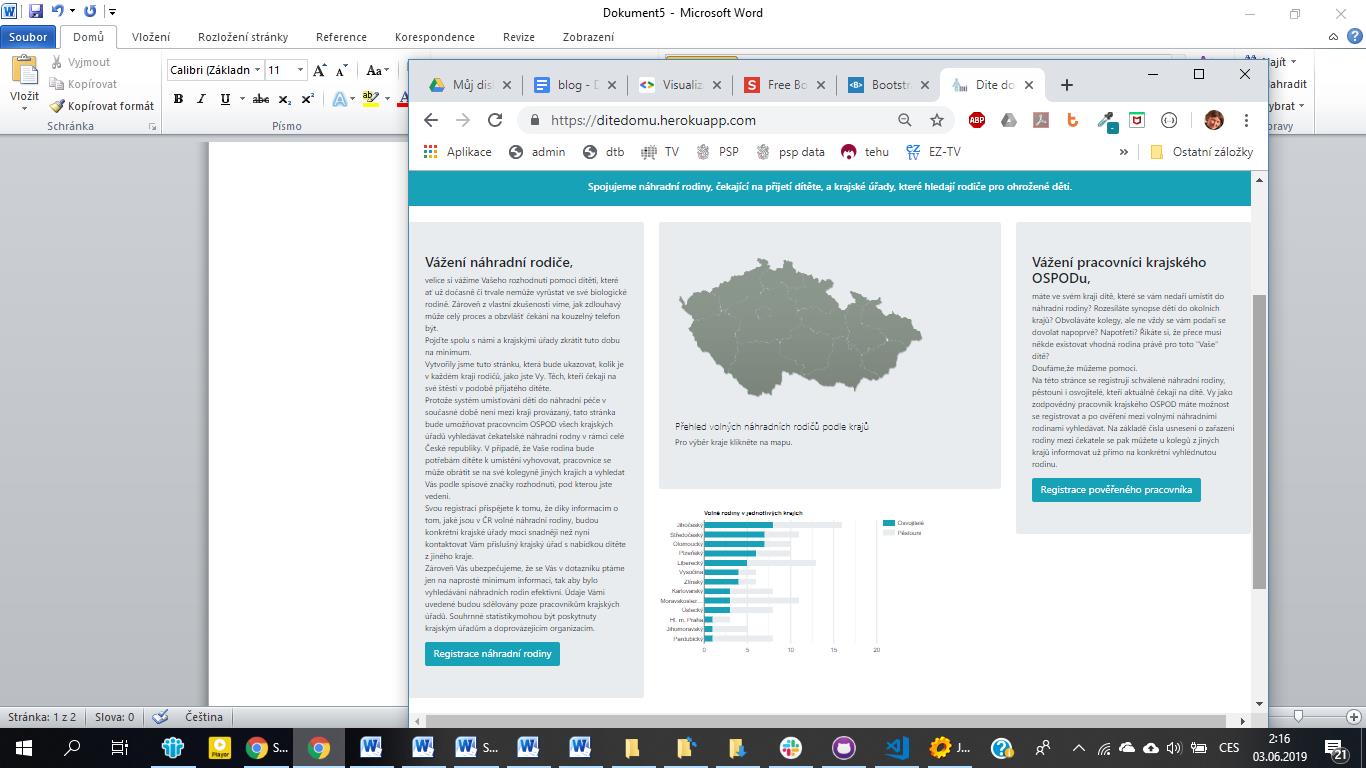 Dokument5 - Microsoft Word
Soubor Domů Vložení Rozložení stránky Reference Korespondence Revize Zobrazení
Vložit
Vyjmout
Kopírovat
Kopírovat formát
Schránka
Calibri (Základn 11
Písmo
Můj dis
blog - D
Visualiz
Free Bo
Bootstr
Dite do
https://ditedomu.herokuapp.com
Aplikace admin dtb TV PSP psp data tehu EZ-TV » Ostatní záložky
Spojujeme náhradní rodiny, čekající na přijetí dítěte, a krajské úřady, které hledají rodiče pro ohrožené děti.
Vážení náhradní rodiče,
velice si vážíme Vašeho rozhodnutí pomoci dítěti, které
ať už dočasně či trvale nemůže vyrůstat ve své biologické
rodině. Zároveň z vlastní zkušenosti víme, jak zdlouhavý
může celý proces a obzvlášť čekání na kouzelný telefon
být.
Pojďte spolu s námi a krajskými úřady zkrátit tuto dobu
na minimum.
Vytvořily jsme tuto stránku, která bude ukazovat, kolik je
v každém kraji rodičů, jako jste Vy. Těch, kteří čekají na
své štěstí v podobě přijatého dítěte.
Protože systém umisťování dětí do náhradní péče v
současné době není mezi kraji provázaný, tato stránka
bude umožňovat pracovncím OSPOD všech krajských
úřadů vyhledávat čekatelské náhradní rodny v rámci celé
České republiky. V případě, že Vaše rodina bude
potřebám dítěte k umístění vyhovovat, pracovnice se
může obrátit se na své kolegyně jiných krajích a vyhledat
Vás podle spisové značky rozhodnutí, pod kterou jste
vedeni.
Svou registrací přispějete k tomu, že díky informacím o
tom, jaké jsou v ČR volné náhradní rodiny, budou
konkrétní krajské úřady moci snadněji než nyní
kontaktovat Vám příslušný krajský úřad s nabídkou dítěte
z jiného kraje.
Zároveň Vás ubezpečujeme, že se Vás v dotazníku ptáme
jen na naprosté minimum informací, tak aby bylo
vyhledávání náhradních rodin efektivní. Údaje Vámi
uvedené budou sdělovány poze pracovníkům krajských
úřadů. Souhrnné statistikymohou být poskytnuty
krajským úřadům a doprovázejícím organizacím.
Registrace náhradní rodiny
Přehled volných náhradních rodičů podle krajů
Pro výběr kraje klikněte na mapu.
Volné rodiny v jednotlivých krajích
Osvojitelé
Pěstouni
Jihočeský
Středočeský
Olomoucký
Plzeňský
Liberecký
Vysočina
Zlínský
Karlovarský
Moravskoslez...
Ústecký
Hl. m. Praha
Jihomoravský
Pardubický
0 5 10 15 20
Vážení pracovníci krajského
OSPODu,
máte ve svém kraji dítě, které se vám nedaří umístit do
náhradní rodiny? Rozesíláte synopse dětí do okolních
krajů? Obvoláváte kolegy, ale ne vždy se vám podaří se
dovolat napoprvé? Napotřetí? Říkáte si, že přece musí
někde existovat vhodná rodina právě pro toto "Vaše"
dítě?
Doufáme,že můžeme pomoci.
Na této stránce se registrují schválené náhradní rodiny,
pěstouni i osvojitelé, kteří aktuálně čekají na dítě. Vy jako
zodpovědný pracovník krajského OSPOD máte možnost
se registrovat a po ověření mezi volnými náhradními
rodinami vyhledávat. Na základě čísla usnesení o zařazení
rodiny mezi čekatele se pak můžete u kolegů z jiných
krajů informovat už přímo na konkrétní vyhlédnutou
rodinu.
Registrace pověřeného pracovníka
Stránka: 1 z 2 Slova: 0 Čeština
S... S... J... CES 2:16
03.06.2019
21